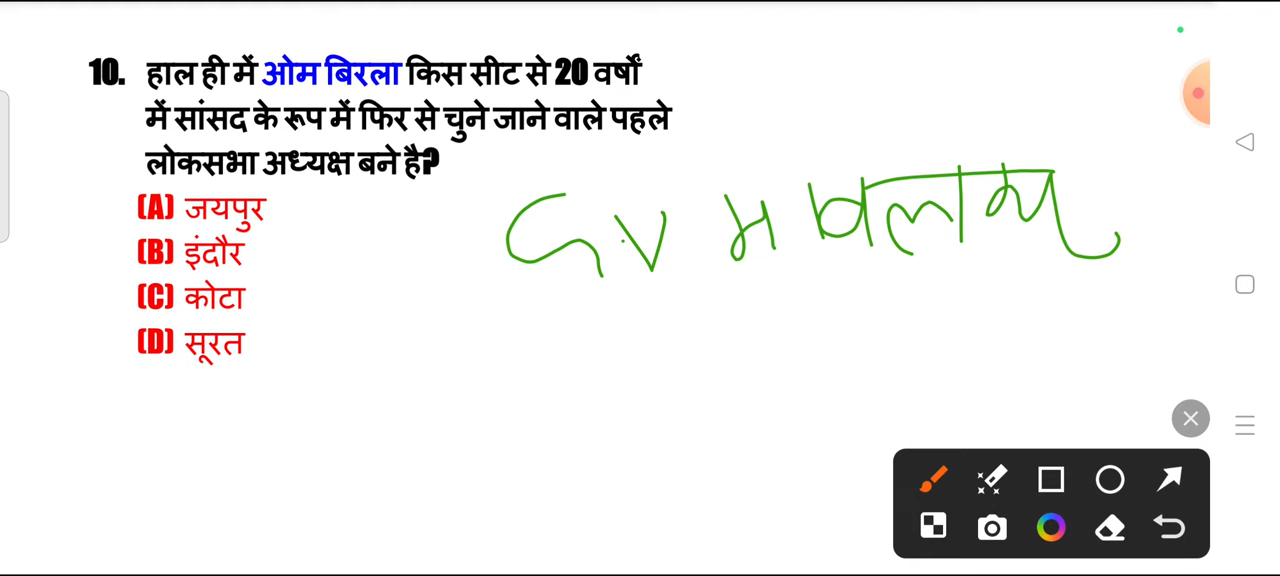 10. हाल ही में ओम बिरला किस सीट से 20 वर्षों
में सांसद के रूप में फिर से चुने जाने वाले पहले
लोकसभा अध्यक्ष बने है?
(A) जयपुर
(B) इंदौर
(C) कोटा
(D) सूरत